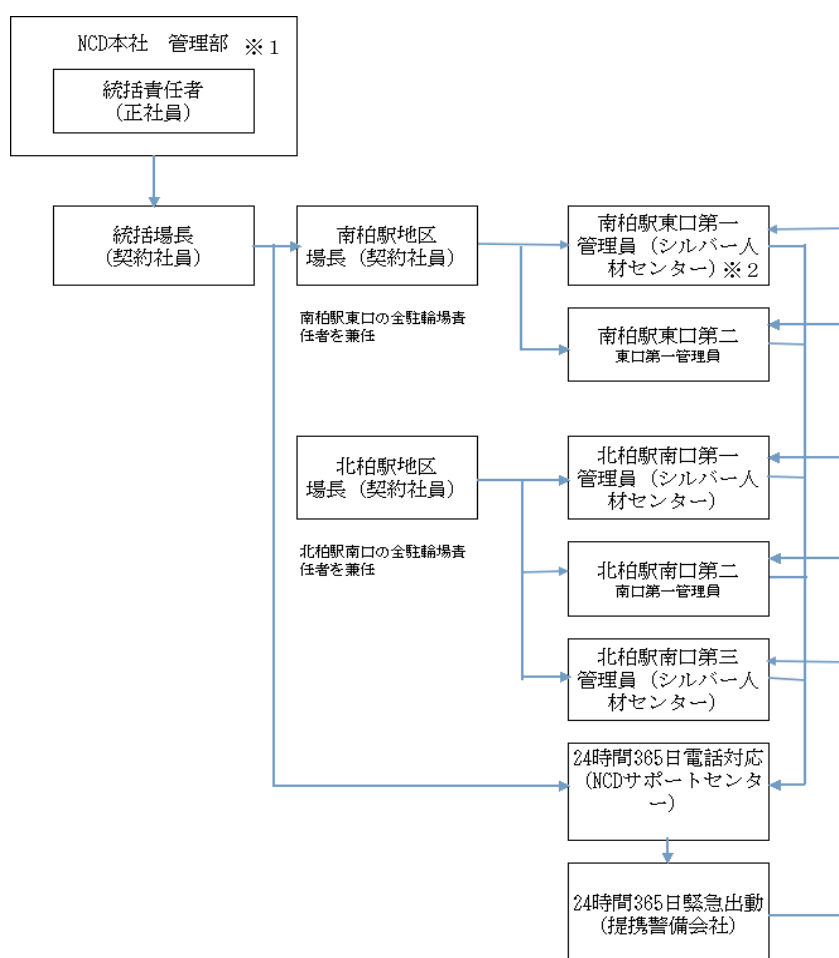 NCD本社　管理部　※１
統括責任者
(正社員)
統括場長
(契約社員)
南柏駅地区
場長（契約社員）
南柏駅東口の全駐輪場責
任者を兼任
南柏駅東口第一
管理員（シルバー人
材センター）※２
南柏駅東口第二
東口第一管理員
北柏駅地区
場長（契約社員）
北柏駅南口の全駐輪場責
任者を兼任
北柏駅南口第一
管理員（シルバー人
材センター）
北柏駅南口第二
南口第一管理員
北柏駅南口第三
管理員（シルバー人
材センター）
24時間365日電話対応
（NCDサポートセンタ
ー）
24時間365日緊急出動
(提携警備会社)